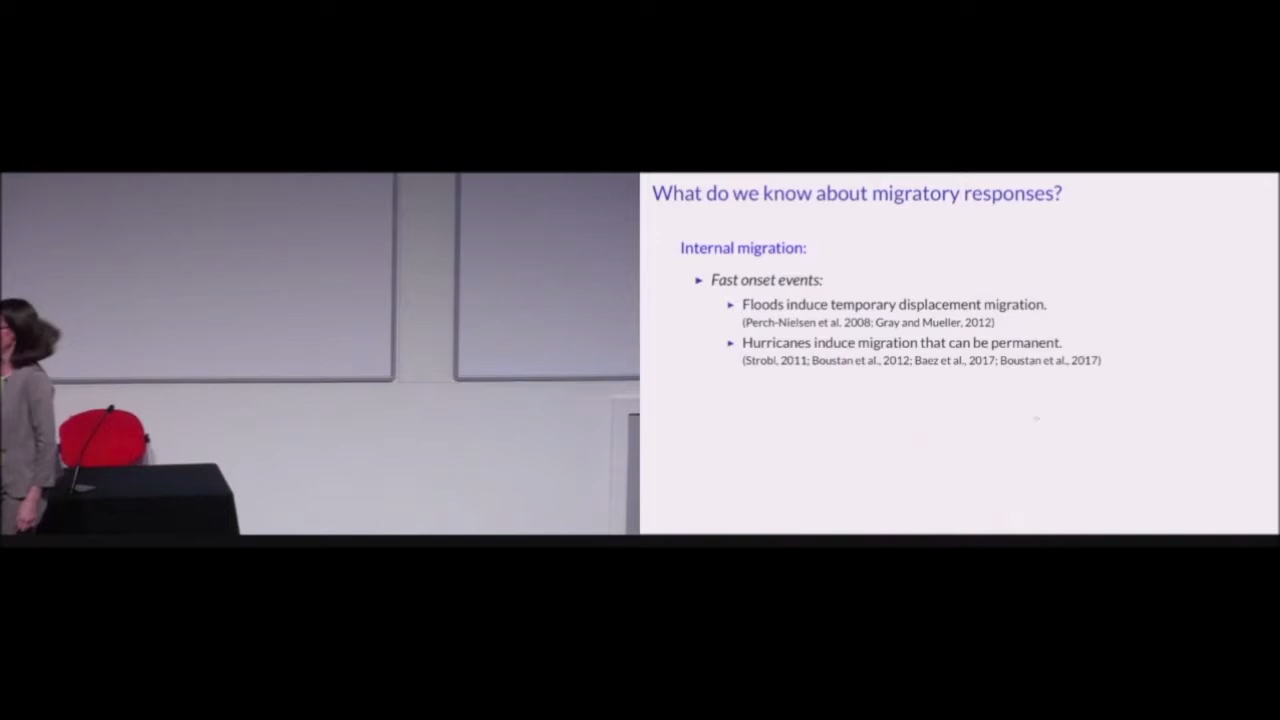 What do we know about migratory responses?
Internal migration:
► Fast onset events:
► Floods induce temporary displacement migration.
(Perch-Nielsen et al. 2008; Gray and Mueller, 2012)
► Hurricanes induce migration that can be permanent.
(Strobl, 2011; Boustan et al., 2012; Baez et al., 2017; Boustan et al., 2017)